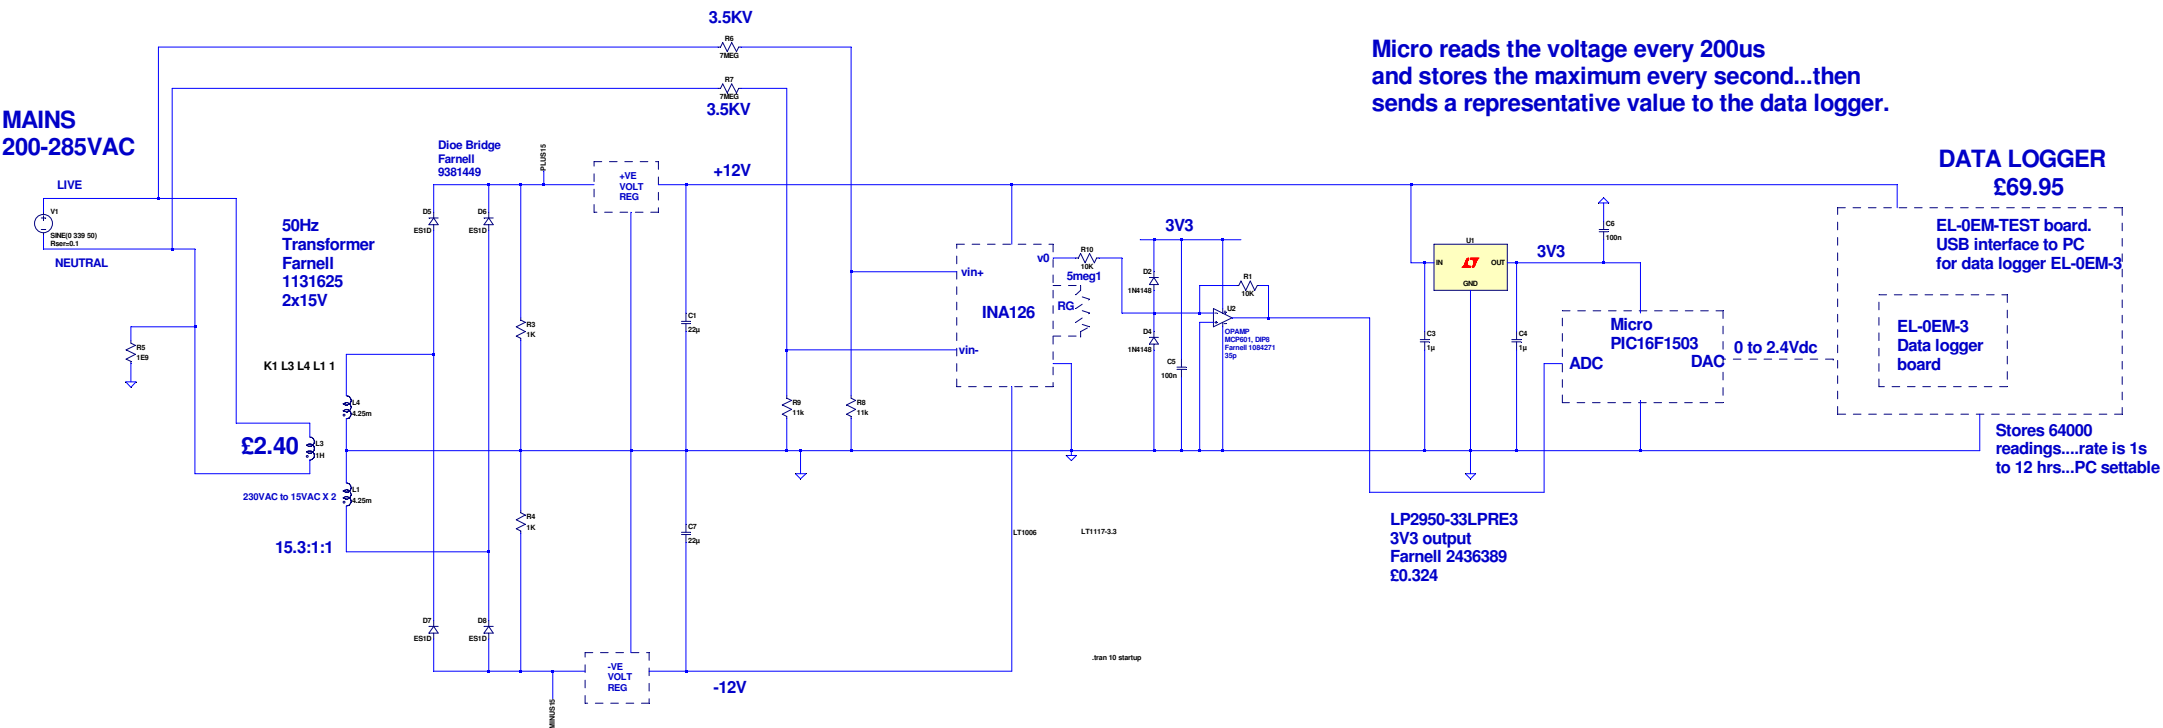 3.5KV
R6
7MEG
R7
7MEG
3.5KV
Micro reads the voltage every 200us
and stores the maximum every second...then
sends a representative value to the data logger.
MAINS
200-285VAC
LIVE
V1
SINE(0 339 50)
Rser=0.1
NEUTRAL
50Hz
Transformer
Farnell
1131625
2x15V
Dioe Bridge
Farnell
9381449
PLUS15
+VE
VOLT
REG
+12V
D5
ES1D
D6
ES1D
R5
1E9
K1 L3 L4 L1 1
L4
4.25m
£2.40
L3
1H
230VAC to 15VAC X 2
L1
4.25m
15.3:1:1
R3
1K
R4
1K
C1
22µ
C7
22µ
D7
ES1D
D8
ES1D
MINUS15
-VE
VOLT
REG
-12V
R9
11k
R8
11k
vin+
vin-
INA126
v0
RG
R10
10K
5meg1
3V3
D2
1N4148
D4
1N4148
C5
100n
R1
10K
U2
OPAMP
MCP601, DIP8
Farnell 1084271
35p
LT1006
LT1117-3.3
.tran 10 startup
U1
IN
OUT
GND
3V3
C6
100n
C3
1µ
C4
1µ
LP2950-33LPRE3
3V3 output
Farnell 2436389
£0.324
Micro
PIC16F1503
ADC
DAC
0 to 2.4Vdc
DATA LOGGER
£69.95
EL-0EM-TEST board.
USB interface to PC
for data logger EL-0EM-3
EL-0EM-3
Data logger
board
Stores 64000
readings....rate is 1s
to 12 hrs...PC settable